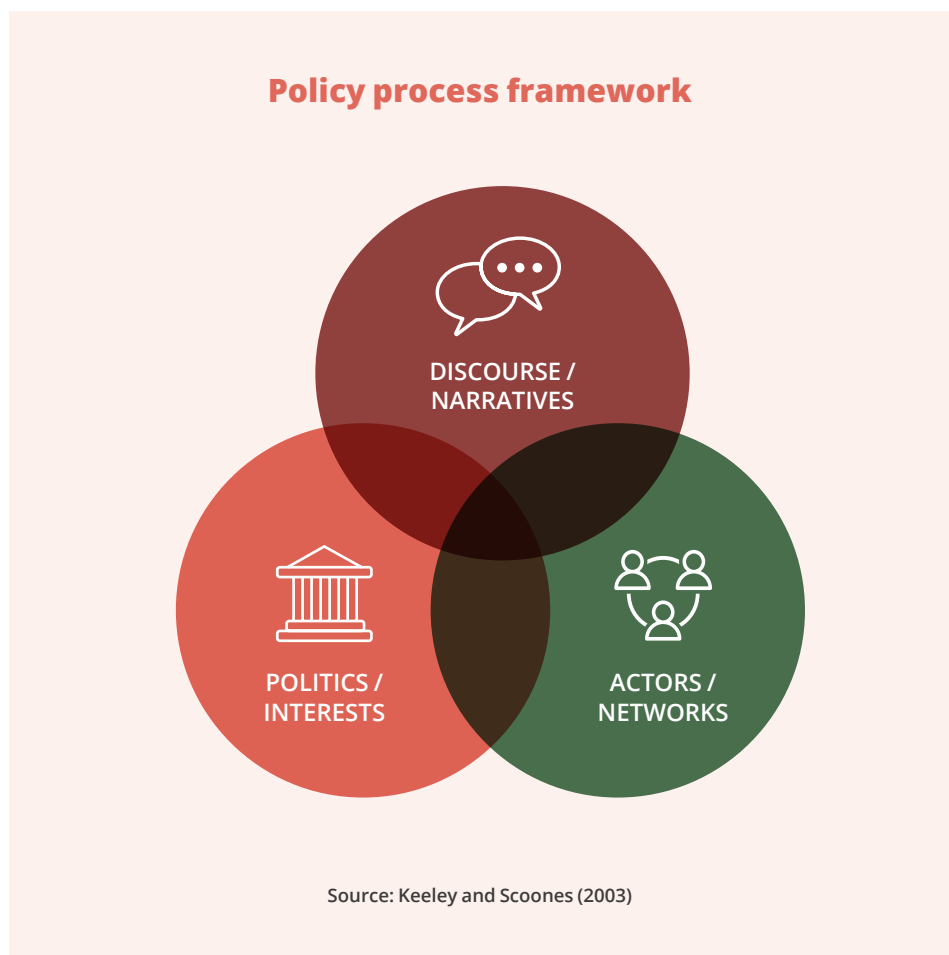 Policy process framework
DISCOURSE /
NARRATIVES
POLITICS /
INTERESTS
ACTORS /
NETWORKS
Source: Keeley and Scoones (2003)